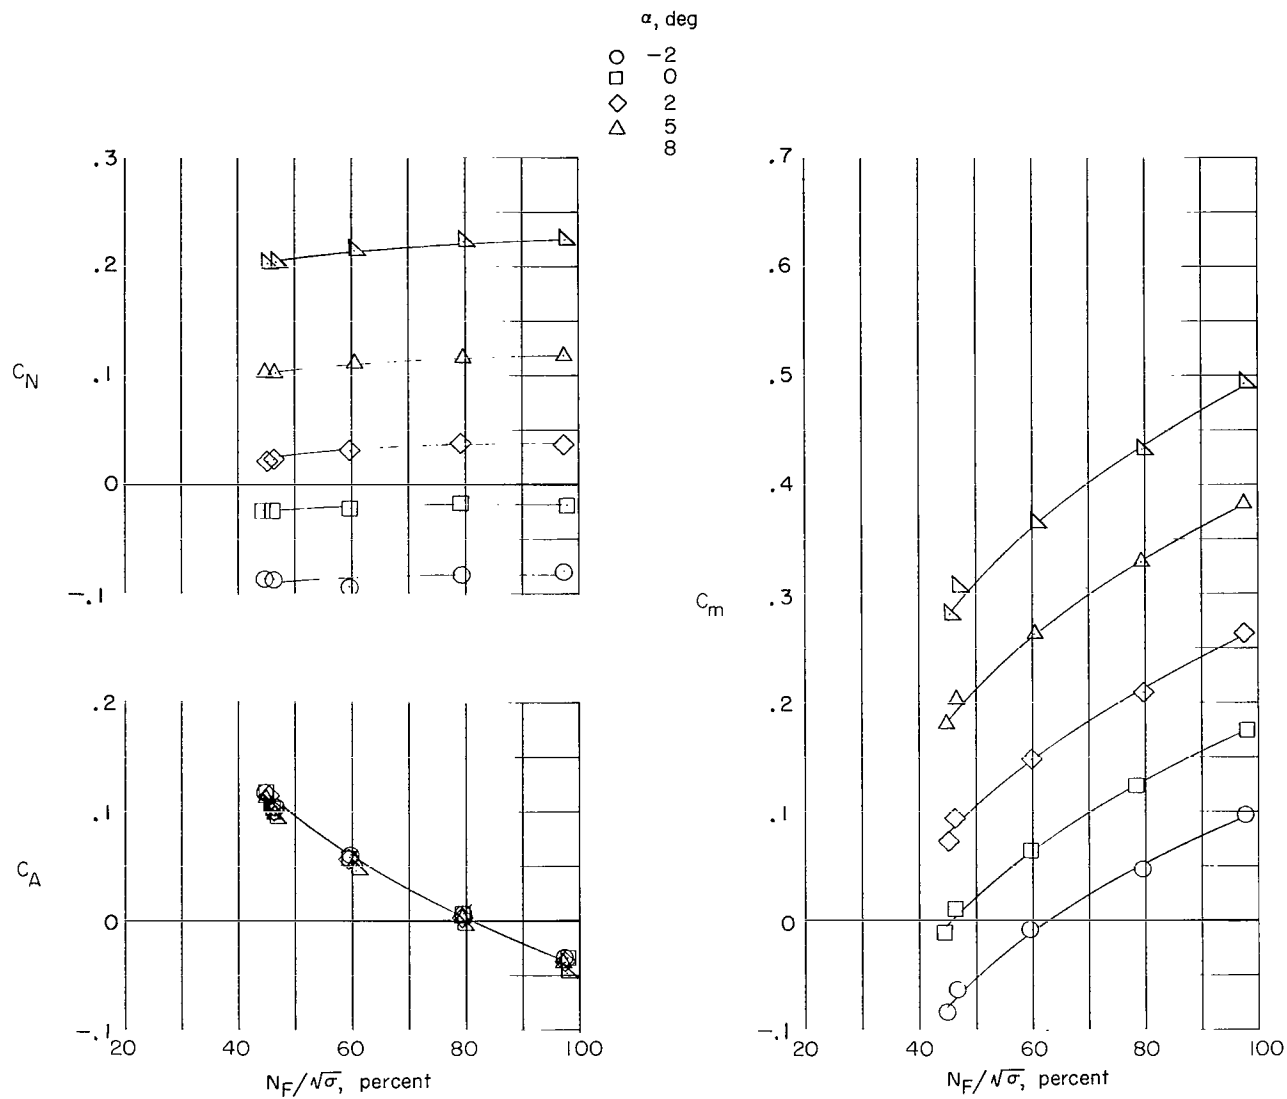 α, deg
-2
0
2
5
8
.3
.2
.1
0
-.1
C_N
.2
.1
0
-.1
C_A
20 40 60 80 100
N_F/√σ, percent
.7
.6
.5
.4
.3
.2
.1
0
-.1
C_m
20 40 60 80 100
N_F/√σ, percent